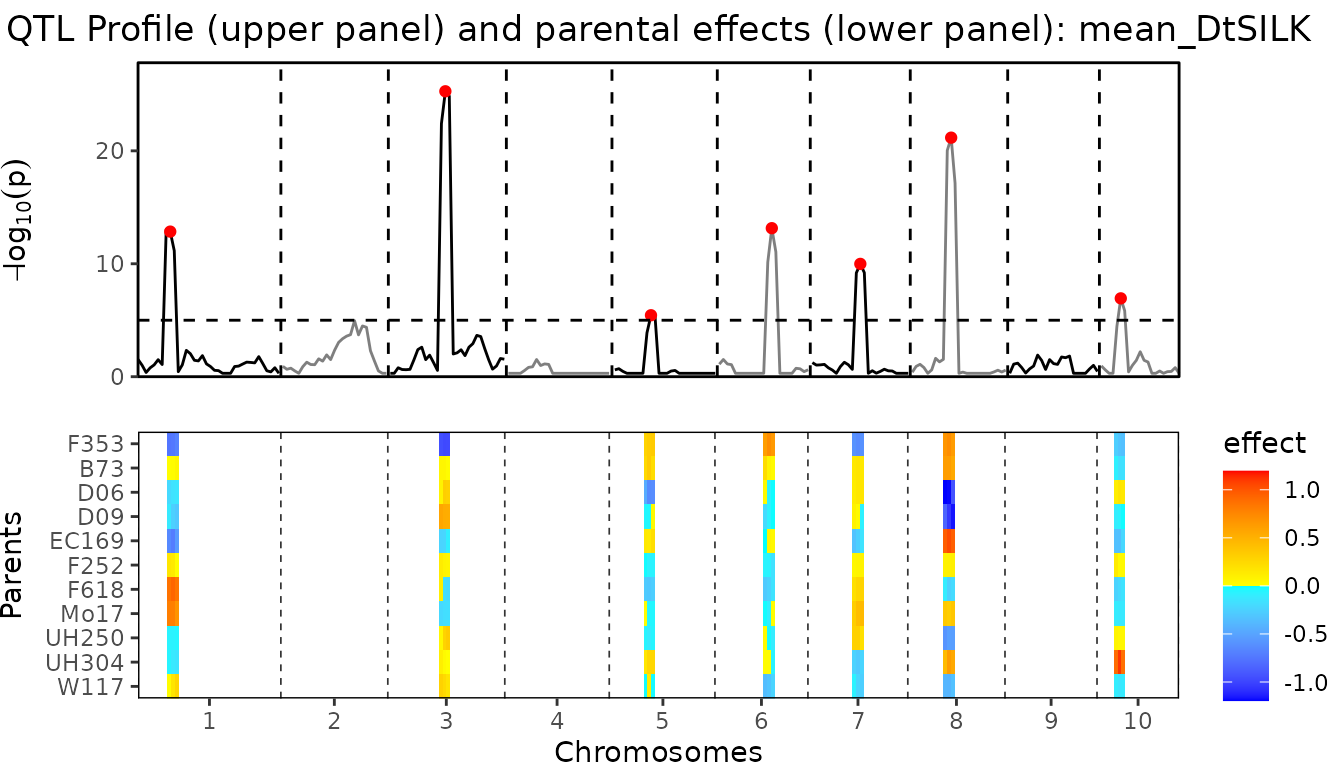 QTL Profile (upper panel) and parental effects (lower panel): mean_DtSILK
−log10(p)
20
10
0
Parents
F353
B73
D06
D09
EC169
F252
F618
Mo17
UH250
UH304
W117
effect
1.0
0.5
0.0
-0.5
-1.0
1 2 3 4 5 6 7 8 9 10
Chromosomes